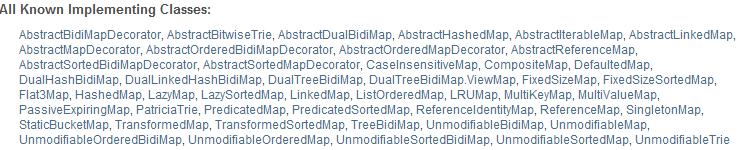 All Known Implementing Classes:
AbstractBidiMapDecorator, AbstractBitwiseTrie, AbstractDualBidiMap, AbstractHashedMap, AbstractIterableMap, AbstractLinkedMap,
AbstractMapDecorator, AbstractOrderedBidiMapDecorator, AbstractOrderedMapDecorator, AbstractReferenceMap,
AbstractSortedBidiMapDecorator, AbstractSortedMapDecorator, CaseInsensitiveMap, CompositeMap, DefaultedMap,
DualHashBidiMap, DualLinkedHashBidiMap, DualTreeBidiMap, DualTreeBidiMap.ViewMap, FixedSizeMap, FixedSizeSortedMap,
Flat3Map, HashedMap, LazyMap, LazySortedMap, LinkedMap, ListOrderedMap, LRUMap, MultiKeyMap, MultiValueMap,
PassiveExpiringMap, PatriciaTrie, PredicatedMap, PredicatedSortedMap, ReferenceIdentityMap, ReferenceMap, SingletonMap,
StaticBucketMap, TransformedMap, TransformedSortedMap, TreeBidiMap, UnmodifiableBidiMap, UnmodifiableMap,
UnmodifiableOrderedBidiMap, UnmodifiableOrderedMap, UnmodifiableSortedBidiMap, UnmodifiableSortedMap, UnmodifiableTrie